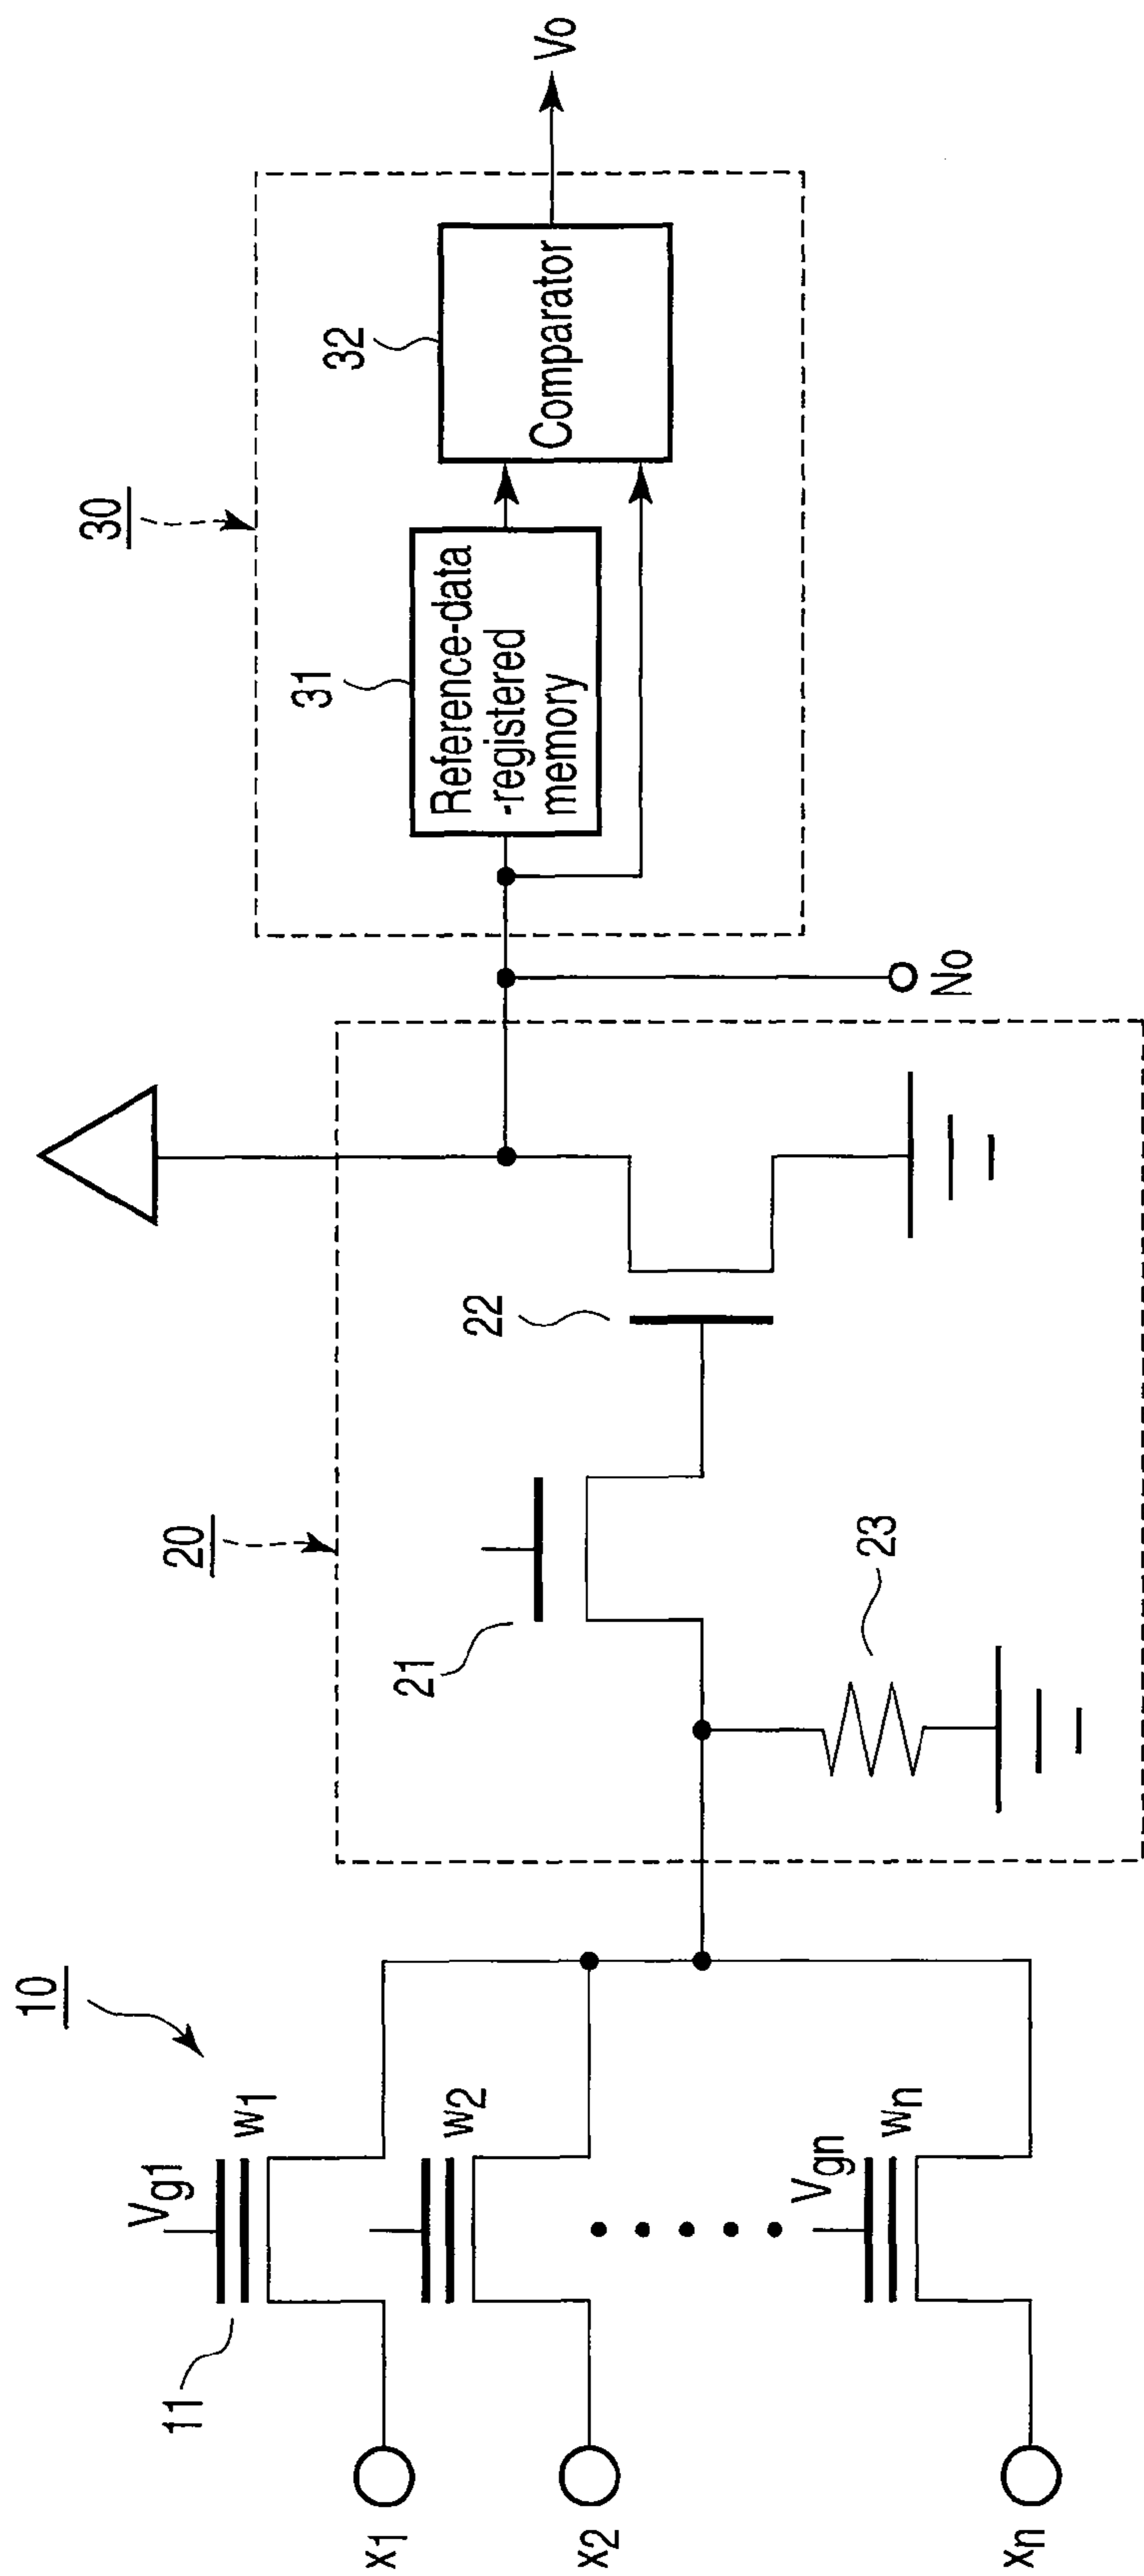 10
Vg1
w1
11
x1
w2
x2
Vgn
wn
xn
20
21
22
23
No
30
31
Reference-data
-registered
memory
32
Comparator
Vo